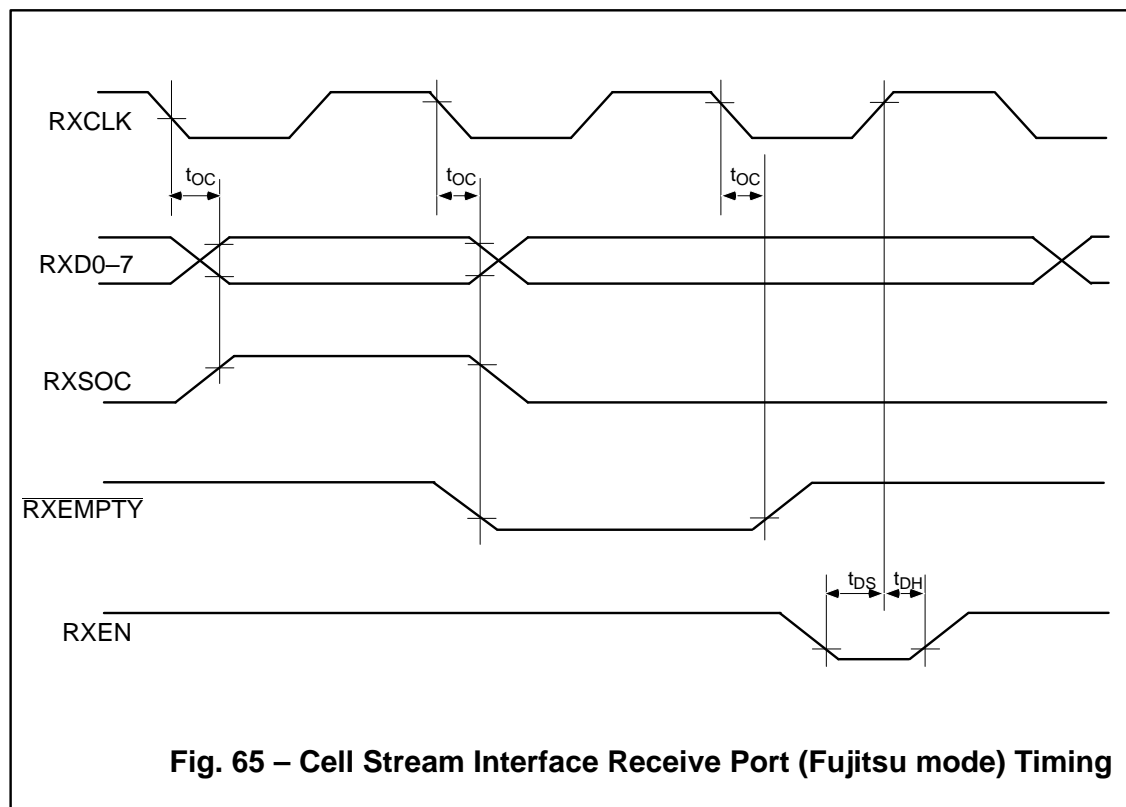 RXCLK
tOC
tOC
tOC
RXD0–7
RXSOC
RXEMPTY
tDS
tDH
RXEN
Fig. 65 – Cell Stream Interface Receive Port (Fujitsu mode) Timing